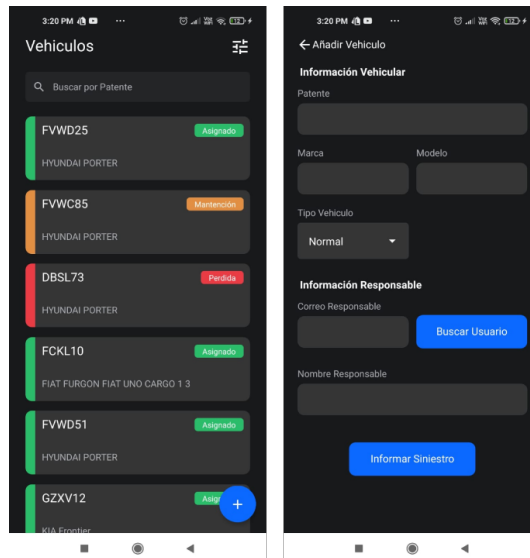 3:20 PM
Vehiculos
Buscar por Patente
FVWD25
Asignado
HYUNDAI PORTER
FVWC85
Mantención
HYUNDAI PORTER
DBSL73
Perdida
HYUNDAI PORTER
FCKL10
Asignado
FIAT FURGON FIAT UNO CARGO 1 3
FVWD51
Asignado
HYUNDAI PORTER
GZXV12
KIA Frontier
3:20 PM
Añadir Vehiculo
Información Vehicular
Patente
Marca
Modelo
Tipo Vehiculo
Normal
Información Responsable
Correo Responsable
Buscar Usuario
Nombre Responsable
Informar Siniestro